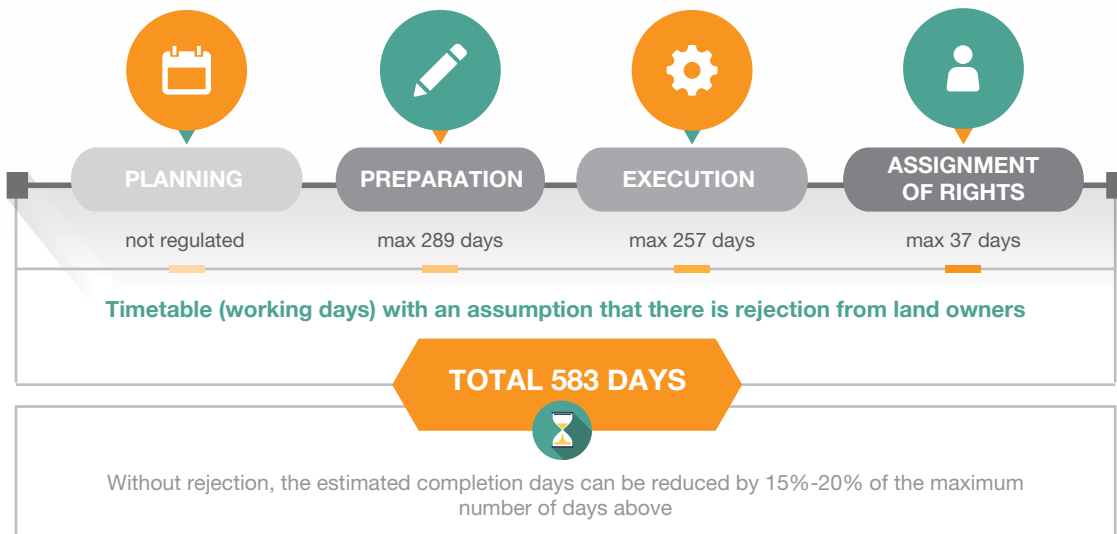 PLANNING
PREPARATION
EXECUTION
ASSIGNMENT
OF RIGHTS
not regulated
max 289 days
max 257 days
max 37 days
Timetable (working days) with an assumption that there is rejection from land owners
TOTAL 583 DAYS
Without rejection, the estimated completion days can be reduced by 15%-20% of the maximum
number of days above